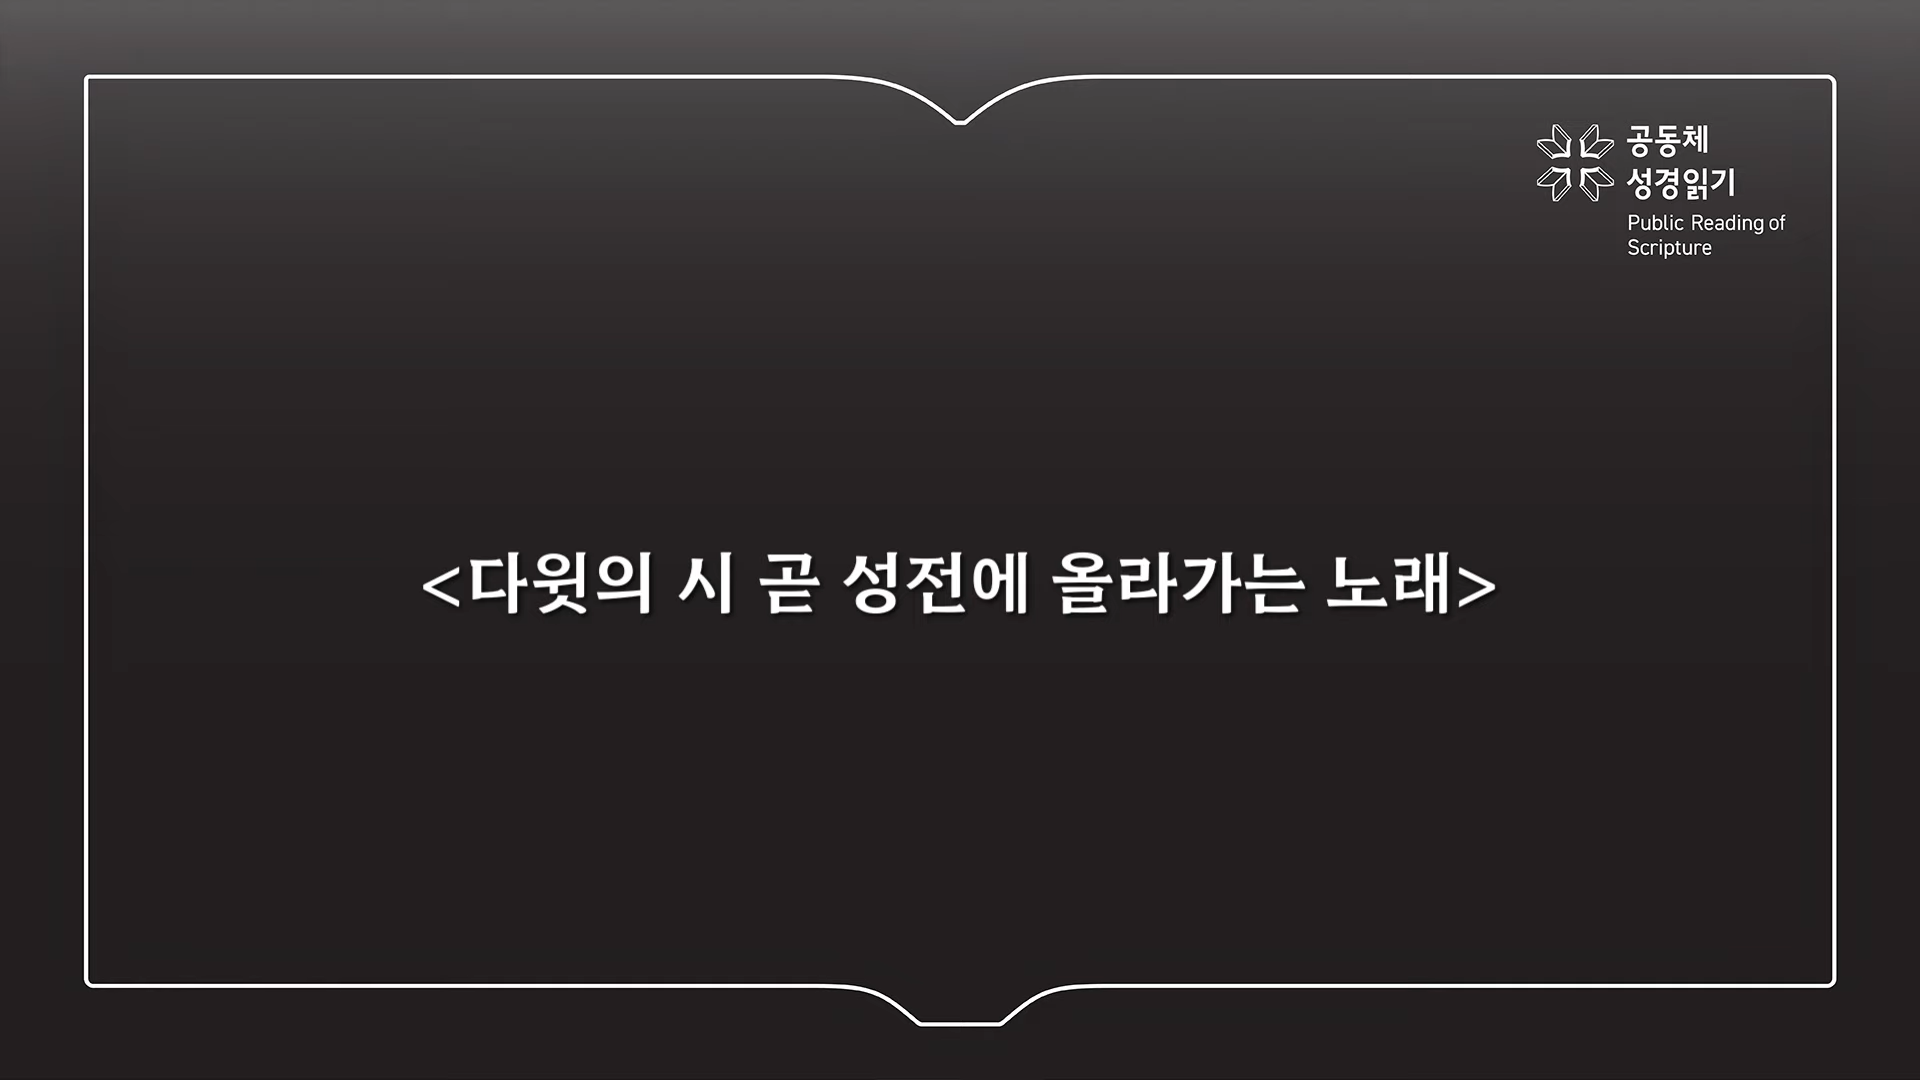 공동체
성경읽기
Public Reading of
Scripture
<다윗의 시 곧 성전에 올라가는 노래>